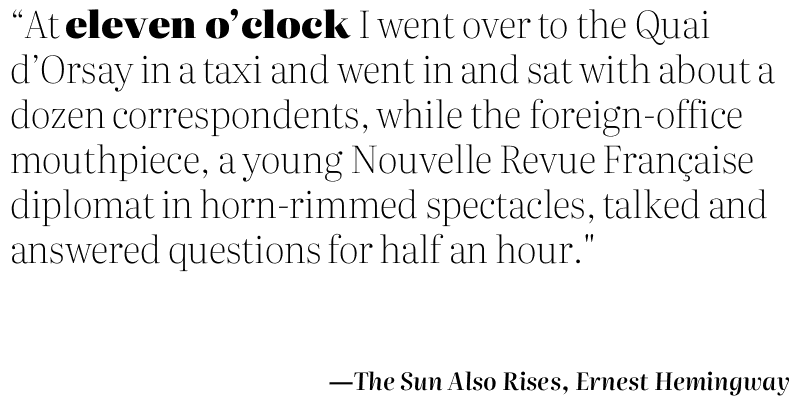 “At eleven o’clock I went over to the Quai
d’Orsay in a taxi and went in and sat with about a
dozen correspondents, while the foreign-office
mouthpiece, a young Nouvelle Revue Française
diplomat in horn-rimmed spectacles, talked and
answered questions for half an hour."
—The Sun Also Rises, Ernest Hemingway